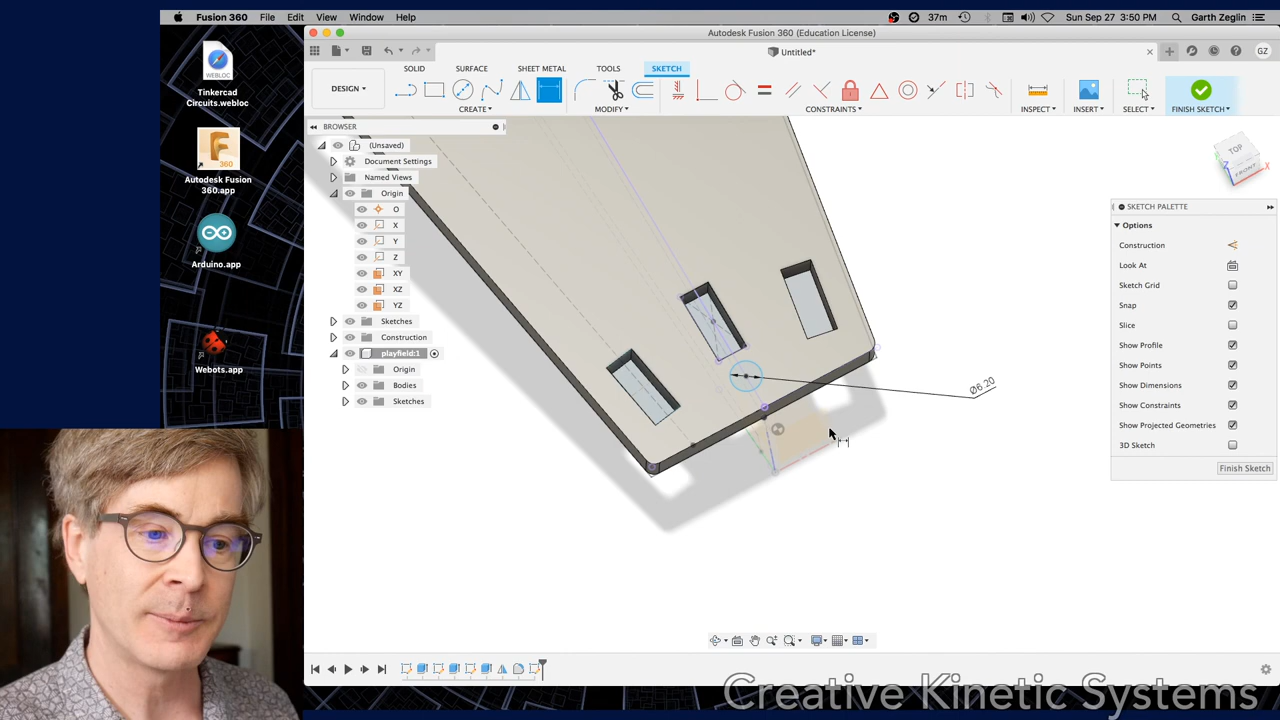 Fusion 360 File Edit View Window Help 37m Sun Sep 27 3:50 PM Garth Zeglin
Autodesk Fusion 360 (Education License)
Untitled*
GZ
SOLID SURFACE SHEET METAL TOOLS SKETCH
DESIGN
CREATE MODIFY CONSTRAINTS INSPECT INSERT SELECT FINISH SKETCH
BROWSER
(Unsaved)
Document Settings
Named Views
Origin
O
X
Y
Z
XY
XZ
YZ
Sketches
Construction
playfield:1
Origin
Bodies
Sketches
WEBLOC
Tinkercad
Circuits.webloc
360
Autodesk Fusion
360.app
Arduino.app
Webots.app
TOP
FRONT
Z
X
Ø6.20
SKETCH PALETTE
Options
Construction
Look At
Sketch Grid
Snap
Slice
Show Profile
Show Points
Show Dimensions
Show Constraints
Show Projected Geometries
3D Sketch
Finish Sketch
Creative Kinetic Systems